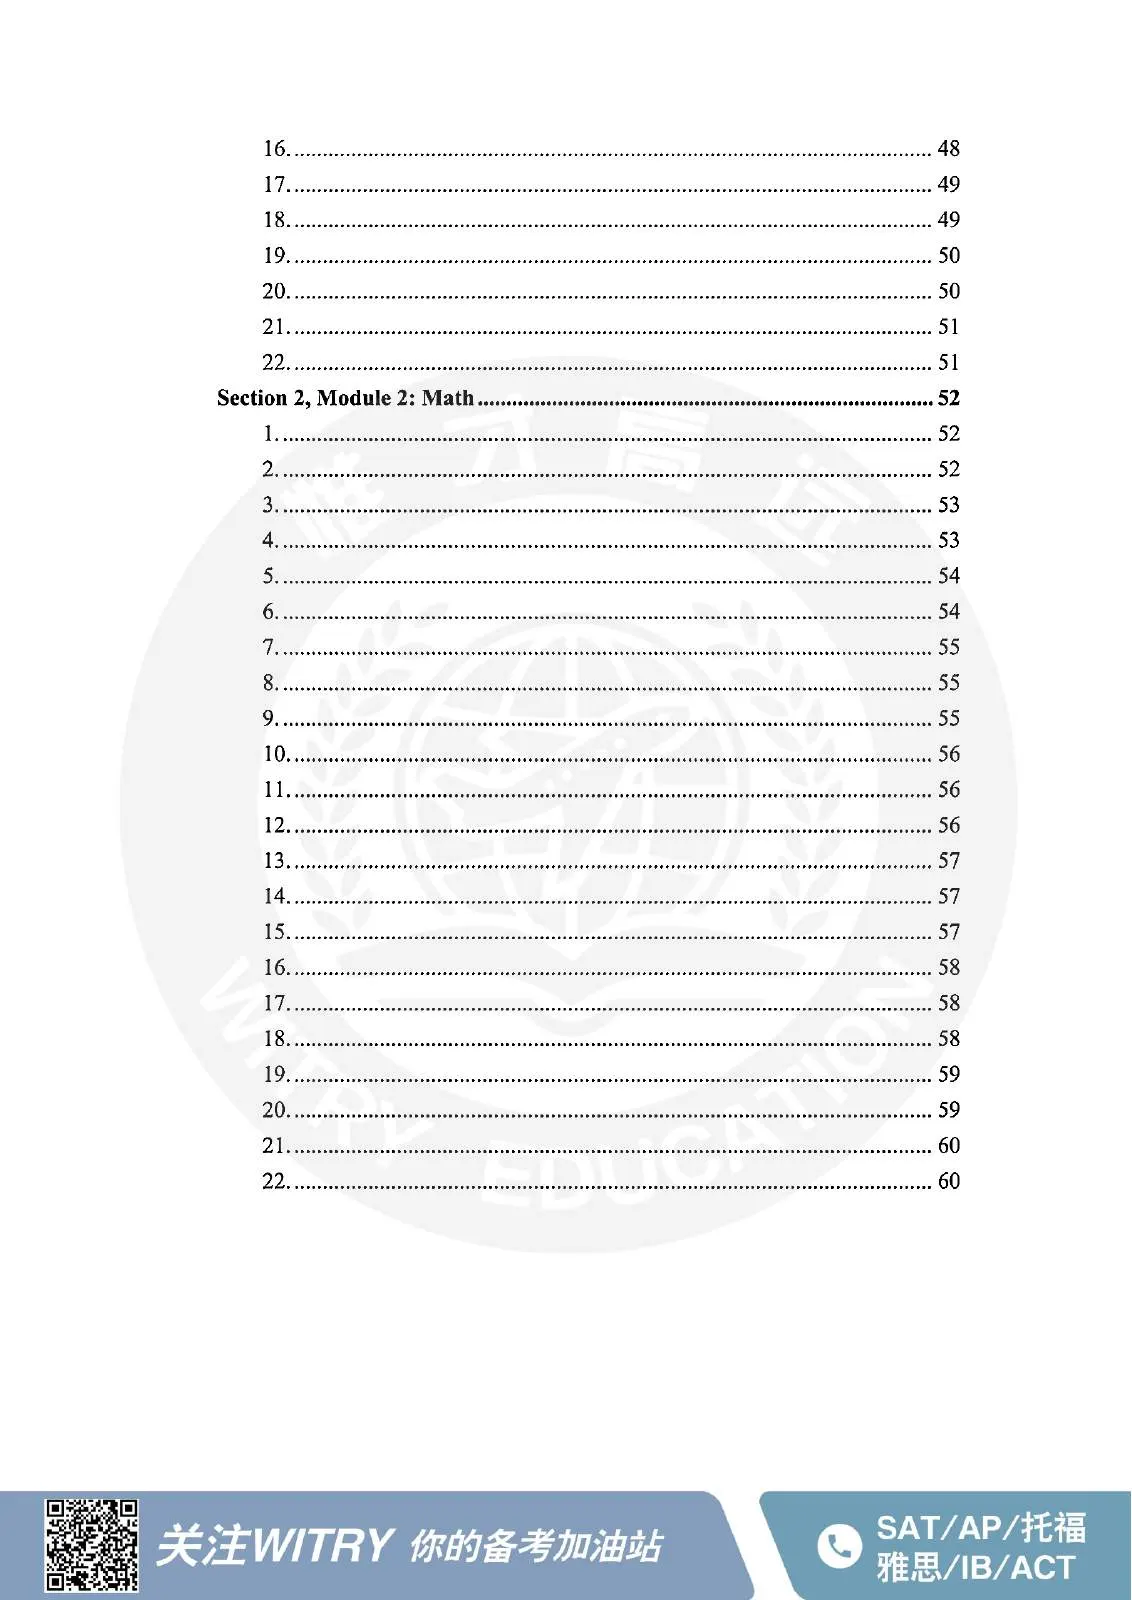 16. ........ 48
17. ........ 49
18. ........ 49
19. ........ 50
20. ........ 50
21. ........ 51
22. ........ 51
Section 2, Module 2: Math ........ 52
1. ........ 52
2. ........ 52
3. ........ 53
4. ........ 53
5. ........ 54
6. ........ 54
7. ........ 55
8. ........ 55
9. ........ 55
10. ........ 56
11. ........ 56
12. ........ 56
13. ........ 57
14. ........ 57
15. ........ 57
16. ........ 58
17. ........ 58
18. ........ 58
19. ........ 59
20. ........ 59
21. ........ 60
22. ........ 60
WITRY EDUCATION
关注WITRY 你的备考加油站
SAT/AP/托福
雅思/IB/ACT